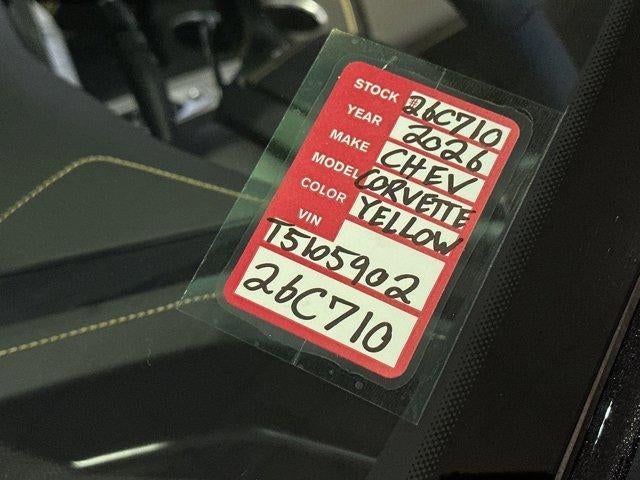 STOCK # 26C710
YEAR 2026
MAKE CHEV
MODEL CORVETTE
COLOR YELLOW
VIN
T5105902
26C710